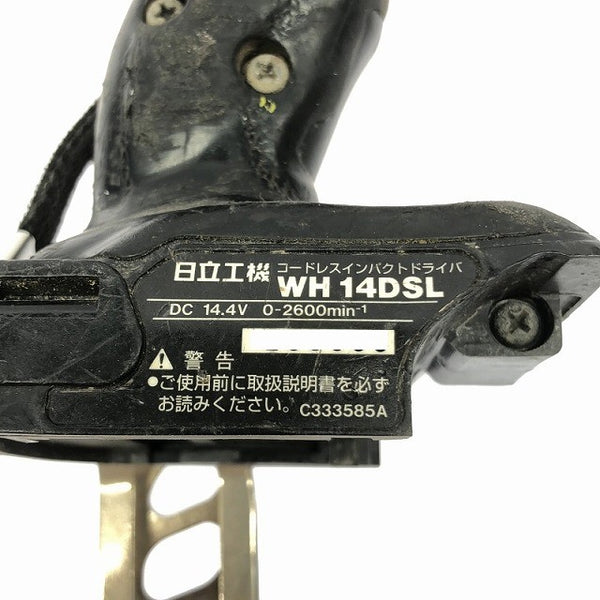 日立工機 コードレスインパクトドライバ
WH 14DSL
DC 14.4V 0-2600min-1
⚠ 警告
●ご使用前に取扱説明書を必ず
お読みください。 C333585A